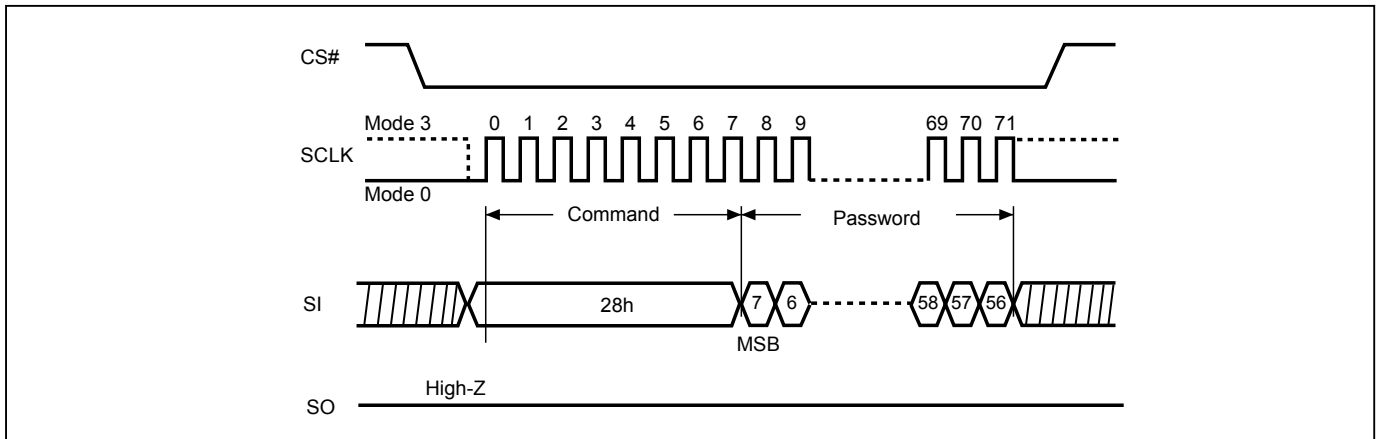 CS#
Mode 3 0 1 2 3 4 5 6 7 8 9 69 70 71
SCLK
Mode 0
Command Password
SI 28h 7 6 58 57 56
MSB
High-Z
SO